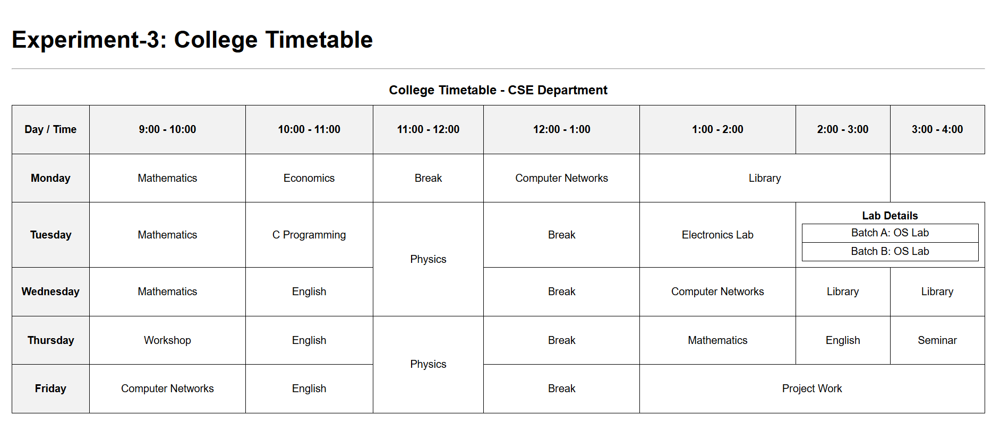 Experiment-3: College Timetable
College Timetable - CSE Department
Day / Time 9:00 - 10:00 10:00 - 11:00 11:00 - 12:00 12:00 - 1:00 1:00 - 2:00 2:00 - 3:00 3:00 - 4:00
Monday Mathematics Economics Break Computer Networks Library
Lab Details
Tuesday Mathematics C Programming Break Electronics Lab Batch A: OS Lab
Batch B: OS Lab
Physics
Wednesday Mathematics English Break Computer Networks Library Library
Thursday Workshop English Break Mathematics English Seminar
Physics
Friday Computer Networks English Break Project Work